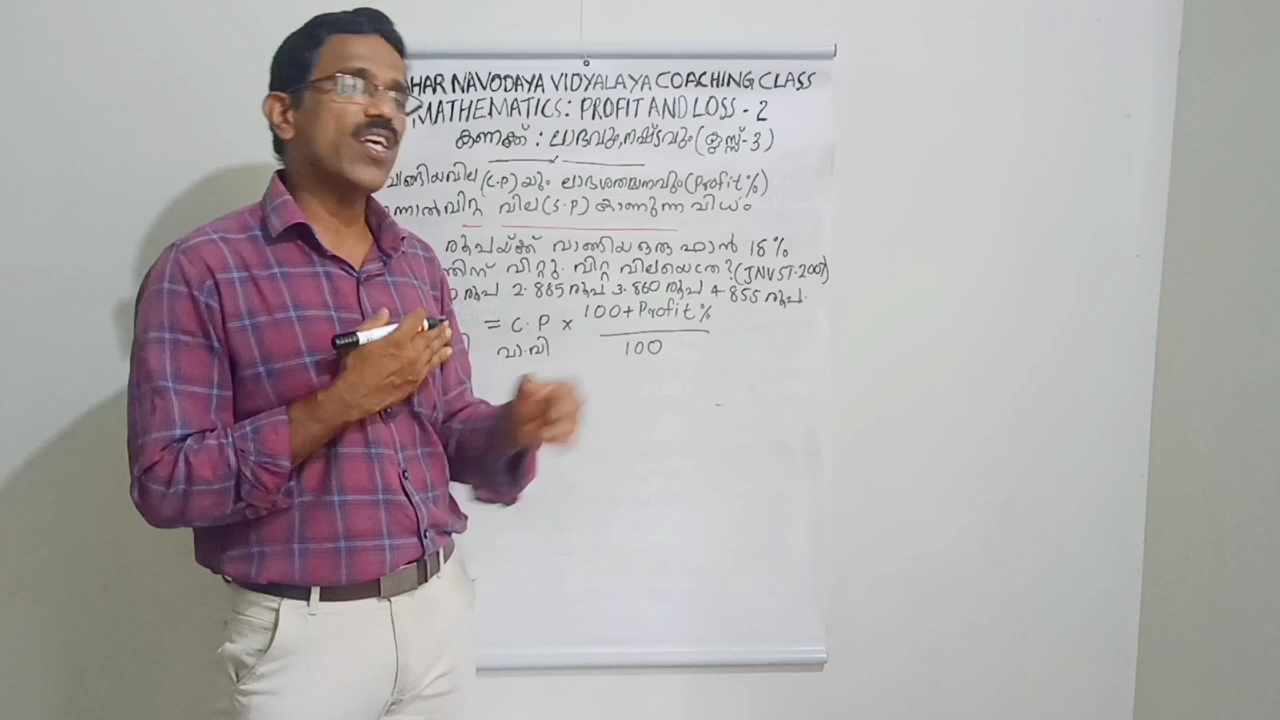 HAR NAVODAYA VIDYALAYA COACHING CLASS
MATHEMATICS: PROFIT AND LOSS - 2
കണക്ക് : ലാഭവും,നഷ്ടവും (ക്ലാസ്സ്-3)
വാങ്ങിയവില (C.P)യും ലാഭശതമാനവും(Profit%)
ന്നാൽ വിറ്റ വില (S.P) കാണുന്ന വിധം
രൂപയ്ക്ക് വാങ്ങിയ ഒരു ഫാൻ 18%
ത്തിന് വിറ്റു. വിറ്റ വിലയെത്ര? (JNVST-2007)
0 രൂപ 2. 885 രൂപ 3. 860 രൂപ 4. 855 രൂപ.
= C.P x 100+Profit%
വാ.വി 100